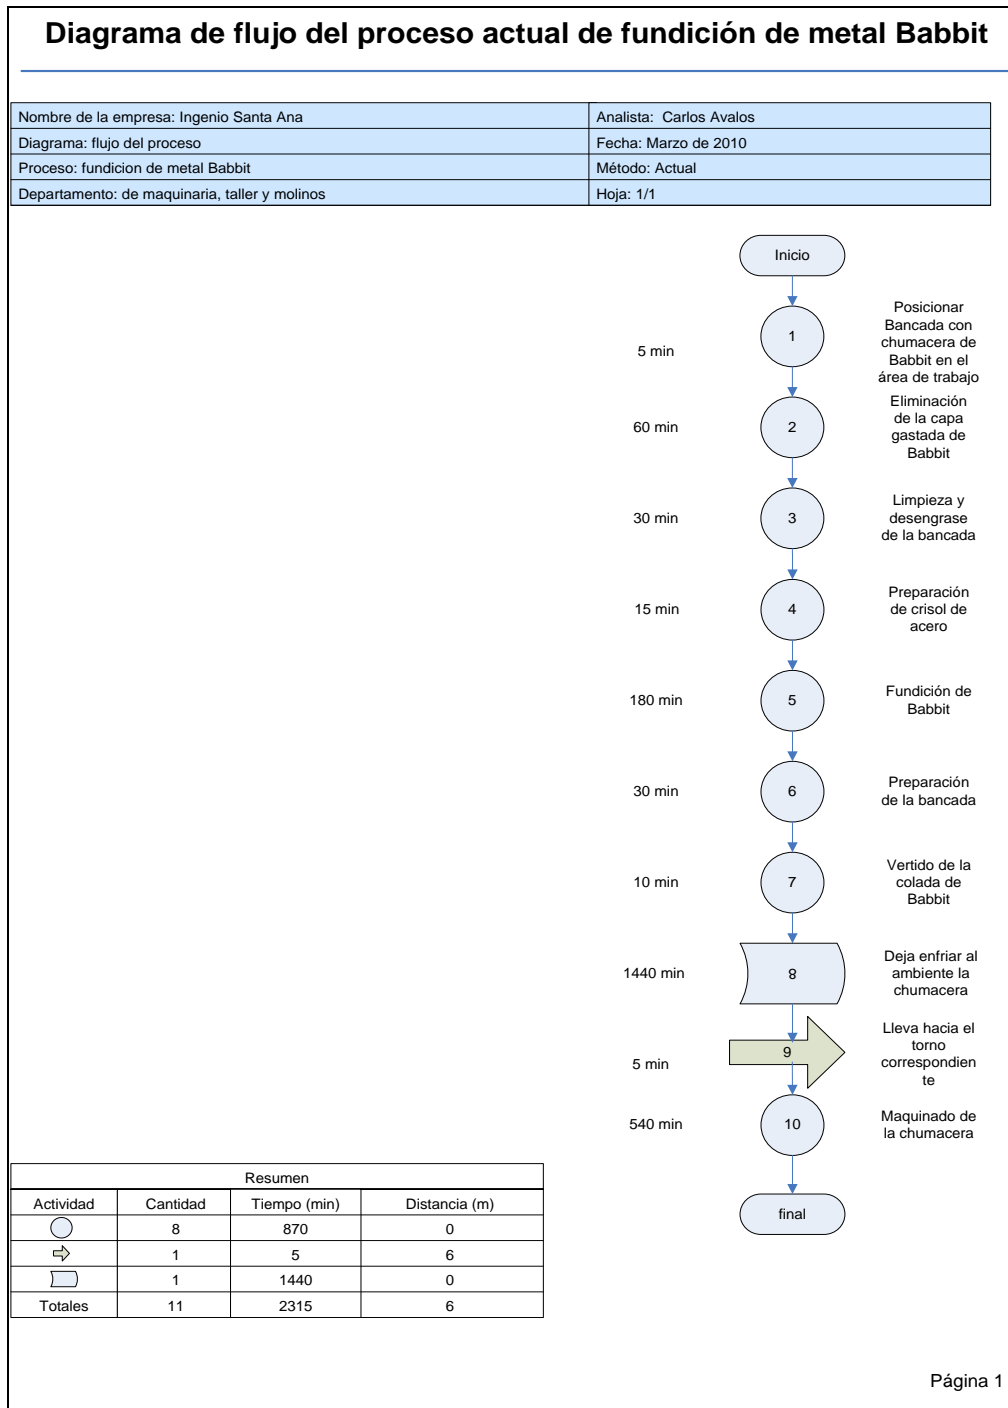 Diagrama de flujo del proceso actual de fundición de metal Babbit
Nombre de la empresa: Ingenio Santa Ana
Analista: Carlos Avalos
Diagrama: flujo del proceso
Fecha: Marzo de 2010
Proceso: fundicion de metal Babbit
Método: Actual
Departamento: de maquinaria, taller y molinos
Hoja: 1/1
Inicio
5 min
1
Posicionar
Bancada con
chumacera de
Babbit en el
área de trabajo
60 min
2
Eliminación
de la capa
gastada de
Babbit
30 min
3
Limpieza y
desengrase
de la bancada
15 min
4
Preparación
de crisol de
acero
180 min
5
Fundición de
Babbit
30 min
6
Preparación
de la bancada
10 min
7
Vertido de la
colada de
Babbit
1440 min
8
Deja enfriar al
ambiente la
chumacera
5 min
9
Lleva hacia el
torno
correspondien
te
540 min
10
Maquinado de
la chumacera
final
Resumen
Actividad Cantidad Tiempo (min) Distancia (m)
8 870 0
1 5 6
1 1440 0
Totales 11 2315 6
Página 1